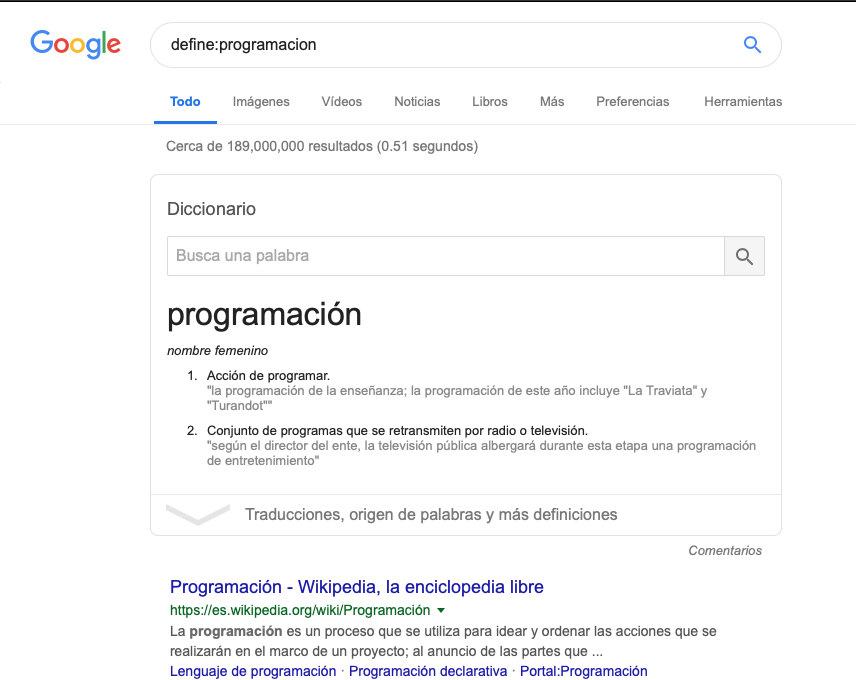 Google
define:programacion
Todo Imágenes Vídeos Noticias Libros Más Preferencias Herramientas
Cerca de 189,000,000 resultados (0.51 segundos)
Diccionario
Busca una palabra
programación
nombre femenino
1. Acción de programar.
"la programación de la enseñanza; la programación de este año incluye "La Traviata" y
"Turandot""
2. Conjunto de programas que se retransmiten por radio o televisión.
"según el director del ente, la televisión pública albergará durante esta etapa una programación
de entretenimiento"
Traducciones, origen de palabras y más definiciones
Comentarios
Programación - Wikipedia, la enciclopedia libre
https://es.wikipedia.org/wiki/Programación
La programación es un proceso que se utiliza para idear y ordenar las acciones que se
realizarán en el marco de un proyecto; al anuncio de las partes que ...
Lenguaje de programación · Programación declarativa · Portal:Programación